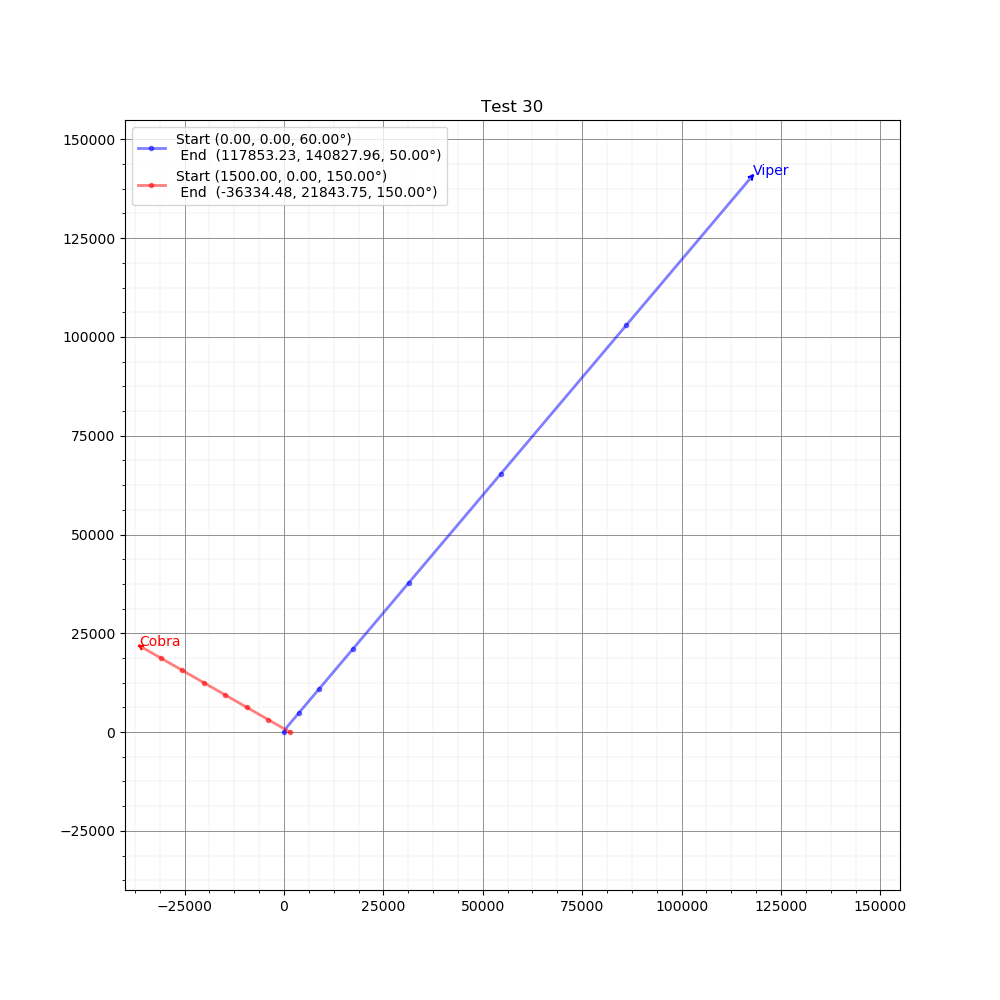 Test 30
Start (0.00, 0.00, 60.00°)
End (117853.23, 140827.96, 50.00°)
Start (1500.00, 0.00, 150.00°)
End (-36334.48, 21843.75, 150.00°)
Viper
Cobra
150000
125000
100000
75000
50000
25000
0
−25000
−25000 0 25000 50000 75000 100000 125000 150000